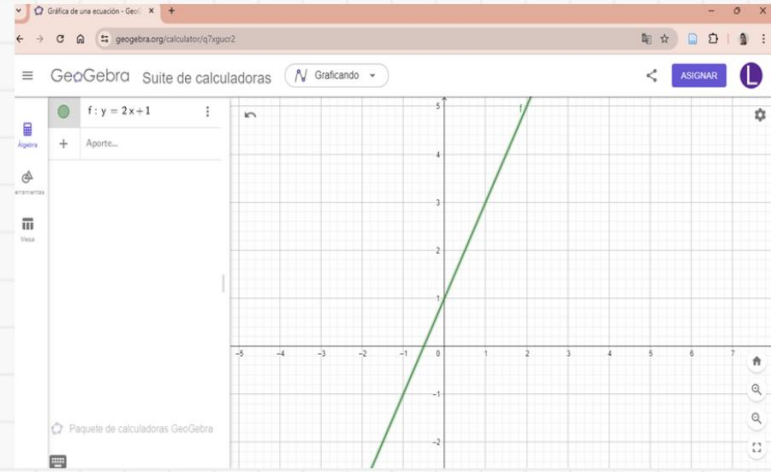 Gráfica de una ecuación - Geo
geogebra.org/calculator/q7xgucr2
GeoGebra Suite de calculadoras
Graficando
ASIGNAR
L
f : y = 2x + 1
Aporte...
Álgebra
Mesa
Paquete de calculadoras GeoGebra
f
5
4
3
2
1
-5 -4 -3 -2 -1 0 1 2 3 4 5 6 7
-1
-2